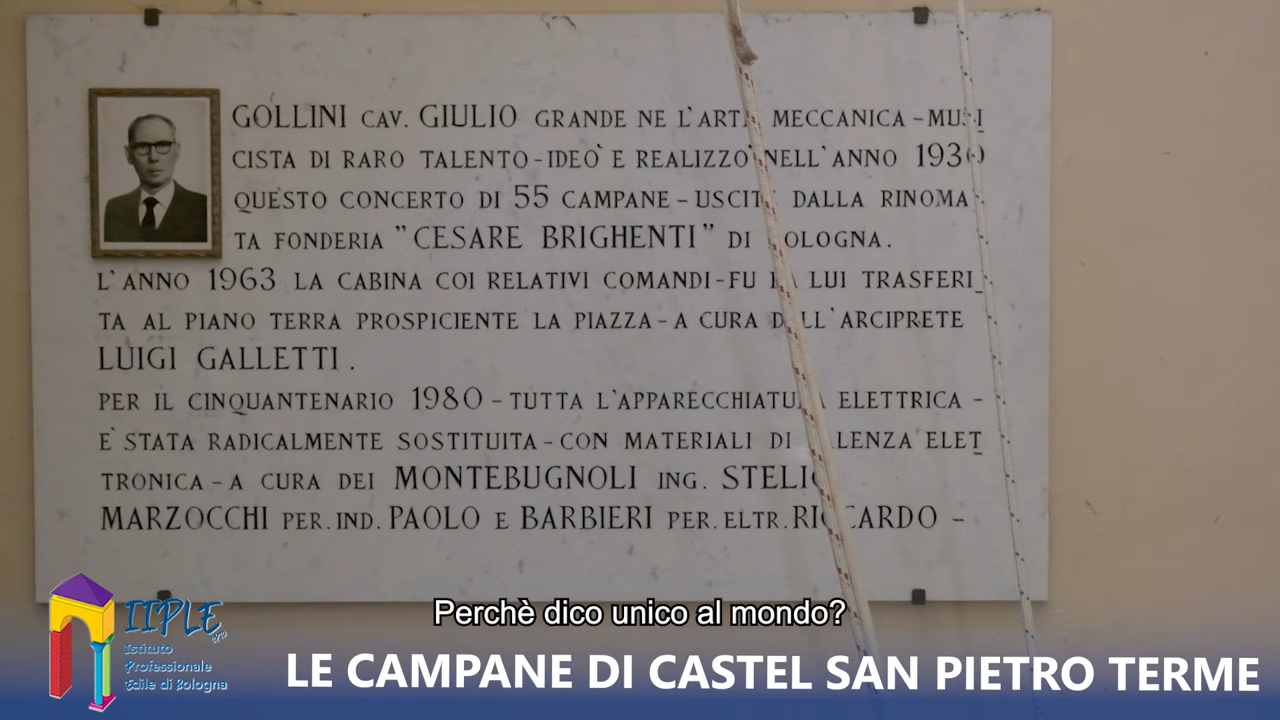 GOLLINI CAV. GIULIO GRANDE NE L'ARTE MECCANICA - MUSI
CISTA DI RARO TALENTO - IDEO' E REALIZZO' NELL'ANNO 1930
QUESTO CONCERTO DI 55 CAMPANE - USCITE DALLA RINOMA
TA FONDERIA "CESARE BRIGHENTI" DI BOLOGNA.
L'ANNO 1963 LA CABINA COI RELATIVI COMANDI - FU DA LUI TRASFERI_
TA AL PIANO TERRA PROSPICIENTE LA PIAZZA - A CURA DELL'ARCIPRETE
LUIGI GALLETTI.
PER IL CINQUANTENARIO 1980 - TUTTA L'APPARECCHIATURA ELETTRICA -
E' STATA RADICALMENTE SOSTITUITA - CON MATERIALI DI VALENZA ELET_
TRONICA - A CURA DEI MONTEBUGNOLI ING. STELIO
MARZOCCHI PER. IND. PAOLO E BARBIERI PER. ELTR. RICCARDO -
Perchè dico unico al mondo?
IIPLE
Istituto
Professionale
Edile di Bologna
LE CAMPANE DI CASTEL SAN PIETRO TERME